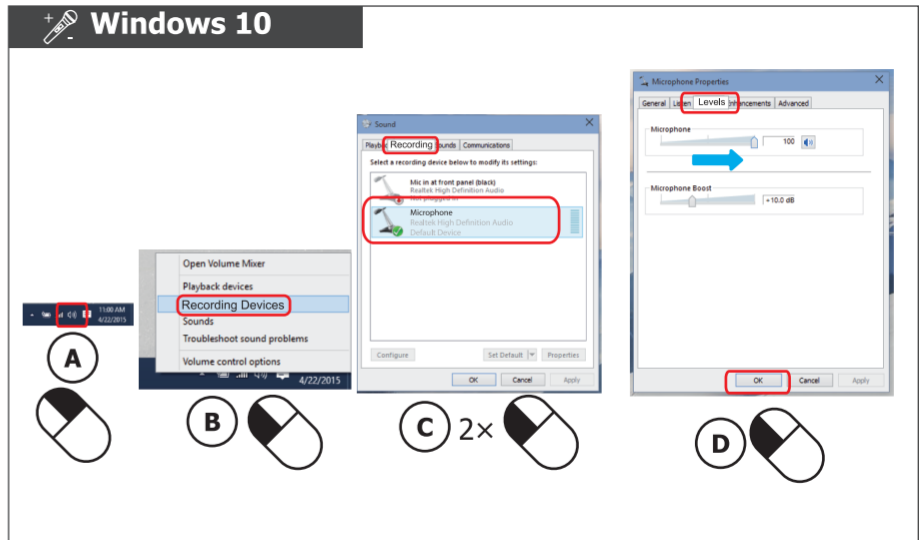 + - Windows 10
11:00 AM
4/22/2015
A
Open Volume Mixer
Playback devices
Recording Devices
Sounds
Troubleshoot sound problems
Volume control options
4/22/2015
B
Sound
Recording
Communications
Select a recording device below to modify its settings:
Mic in at front panel (black)
Realtek High Definition Audio
Not plugged in
Microphone
Realtek High Definition Audio
Default Device
Configure
Set Default
Properties
OK
Cancel
Apply
C 2×
Microphone Properties
General
Levels
Advanced
Microphone
100
Microphone Boost
+10.0 dB
OK
Cancel
Apply
D